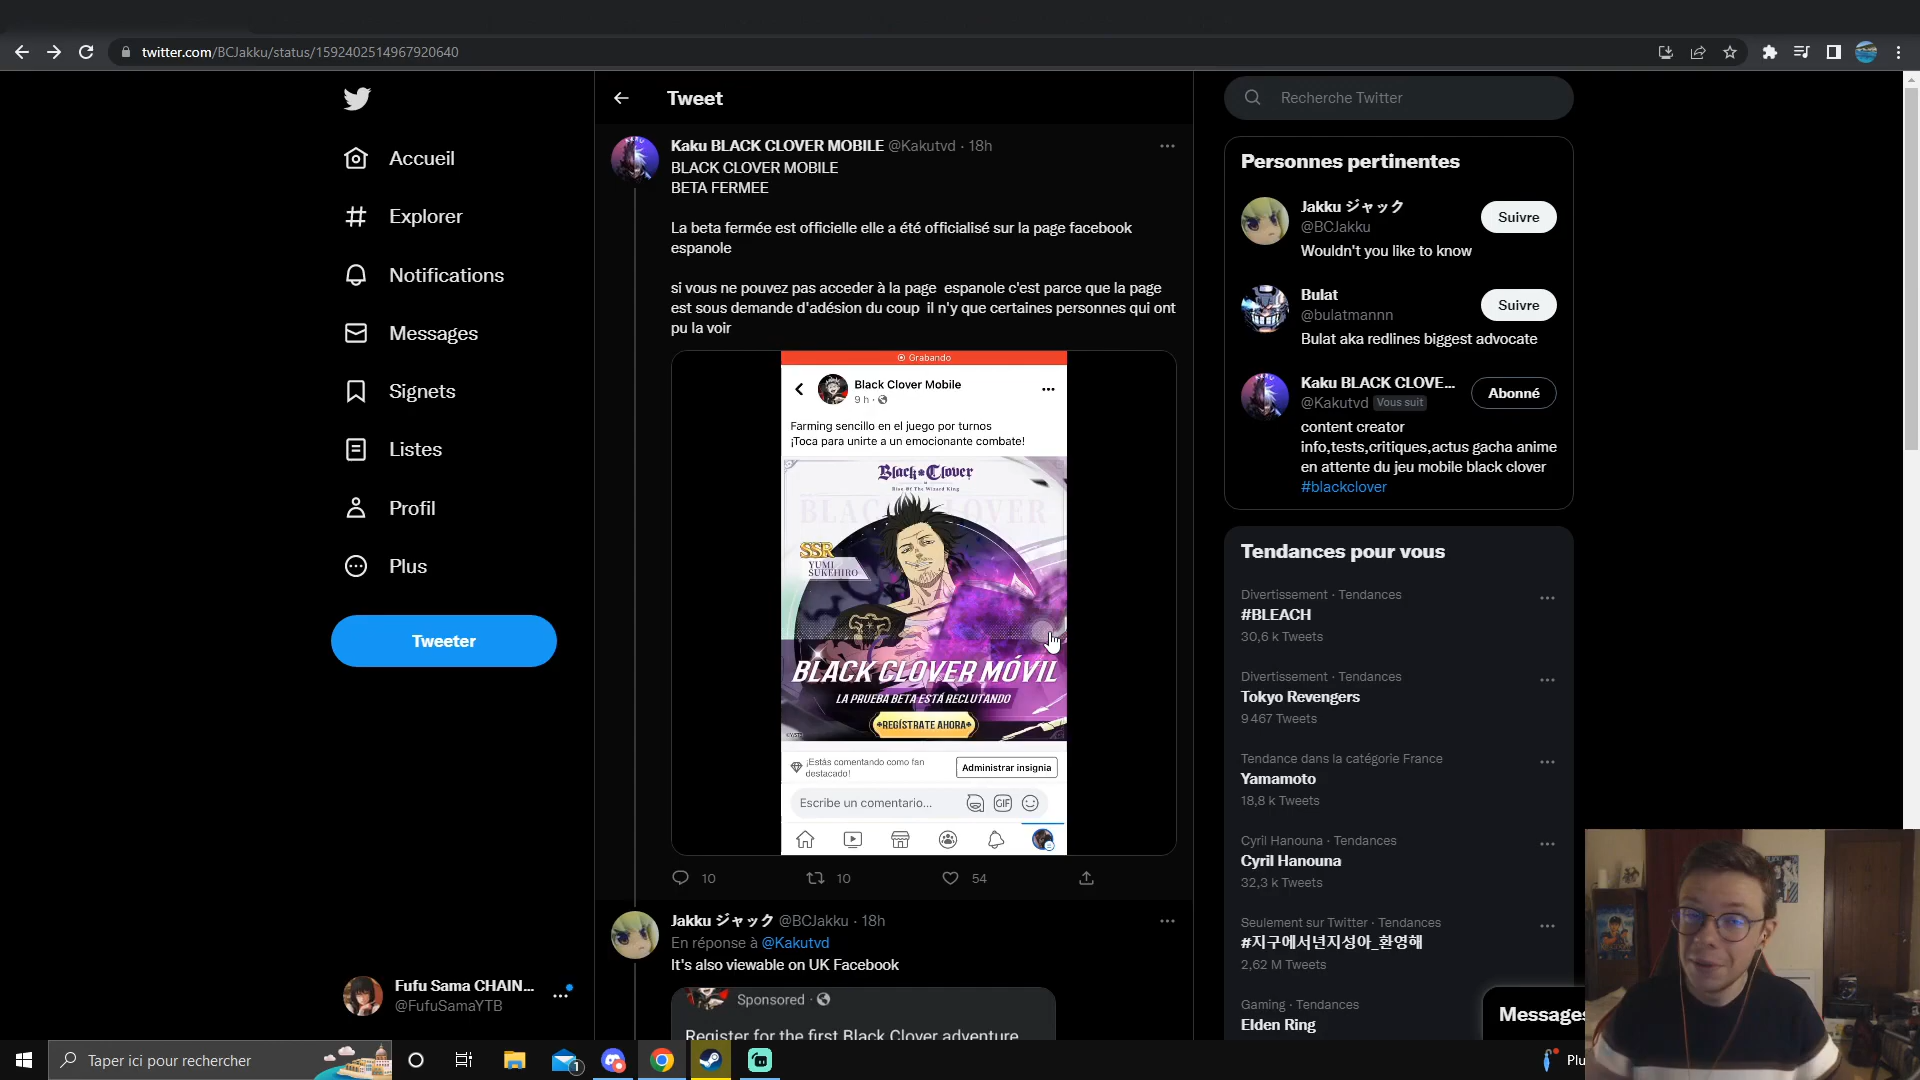 twitter.com/BCJakku/status/1592402514967920640
Tweet
Recherche Twitter
Accueil
Explorer
Notifications
Messages
Signets
Listes
Profil
Plus
Tweeter
Fufu Sama CHAIN...
@FufuSamaYTB
Kaku BLACK CLOVER MOBILE @Kakutvd · 18h
BLACK CLOVER MOBILE
BETA FERMEE
La beta fermée est officielle elle a été officialisé sur la page facebook
espanole
si vous ne pouvez pas acceder à la page espanole c'est parce que la page
est sous demande d'adésion du coup il n'y que certaines personnes qui ont
pu la voir
Grabando
Black Clover Mobile
9 h ·
Farming sencillo en el juego por turnos
¡Toca para unirte a un emocionante combate!
Black Clover
Rise Of The Wizard King
BLACK CLOVER
SSR
YUMI
SUKEHIRO
BLACK CLOVER MÓVIL
LA PRUEBA BETA ESTÁ RECLUTANDO
REGÍSTRATE AHORA
¡Estás comentando como fan
destacado!
Administrar insignia
Escribe un comentario...
GIF
10
10
54
Jakku ジャック @BCJakku · 18h
En réponse à @Kakutvd
It's also viewable on UK Facebook
Sponsored ·
Register for the first Black Clover adventure
Personnes pertinentes
Jakku ジャック
@BCJakku
Suivre
Wouldn't you like to know
Bulat
@bulatmannn
Suivre
Bulat aka redlines biggest advocate
Kaku BLACK CLOVE...
@Kakutvd Vous suit
Abonné
content creator
info,tests,critiques,actus gacha anime
en attente du jeu mobile black clover
#blackclover
Tendances pour vous
Divertissement · Tendances
#BLEACH
30,6 k Tweets
Divertissement · Tendances
Tokyo Revengers
9 467 Tweets
Tendance dans la catégorie France
Yamamoto
18,8 k Tweets
Cyril Hanouna · Tendances
Cyril Hanouna
32,3 k Tweets
Seulement sur Twitter · Tendances
#지구에서년지성아_환영해
2,62 M Tweets
Gaming · Tendances
Elden Ring
Messages
Taper ici pour rechercher
1
Plu